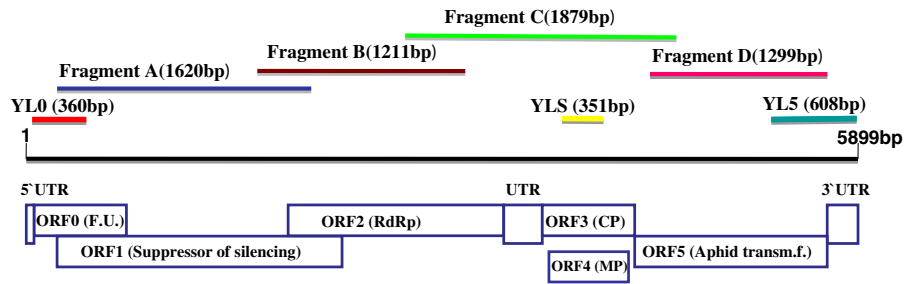 Fragment C(1879bp)
Fragment B(1211bp)
Fragment D(1299bp)
Fragment A(1620bp)
YL0 (360bp)
YLS (351bp)
YL5 (608bp)
1
5899bp
5`UTR
UTR
3`UTR
ORF0 (F.U.)
ORF2 (RdRp)
ORF3 (CP)
ORF1 (Suppressor of silencing)
ORF5 (Aphid transm.f.)
ORF4 (MP)